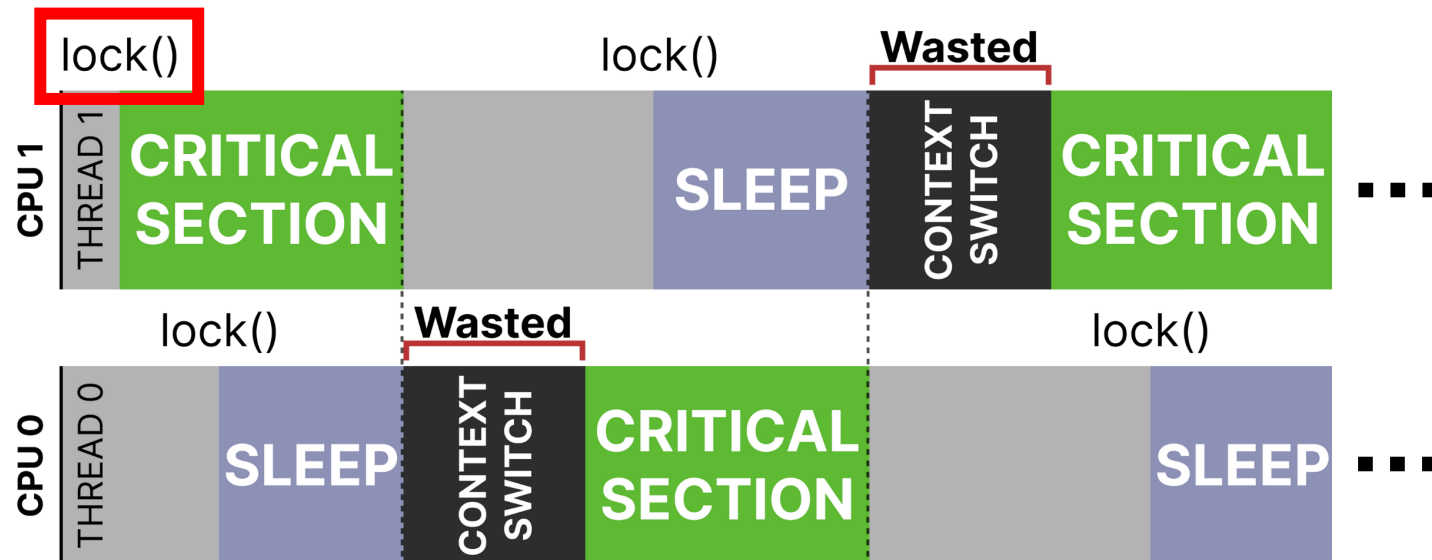 lock()
lock()
Wasted
CPU 1
THREAD 1
CRITICAL
SECTION
SLEEP
CONTEXT
SWITCH
CRITICAL
SECTION
...
lock()
Wasted
lock()
CPU 0
THREAD 0
SLEEP
CONTEXT
SWITCH
CRITICAL
SECTION
SLEEP
...